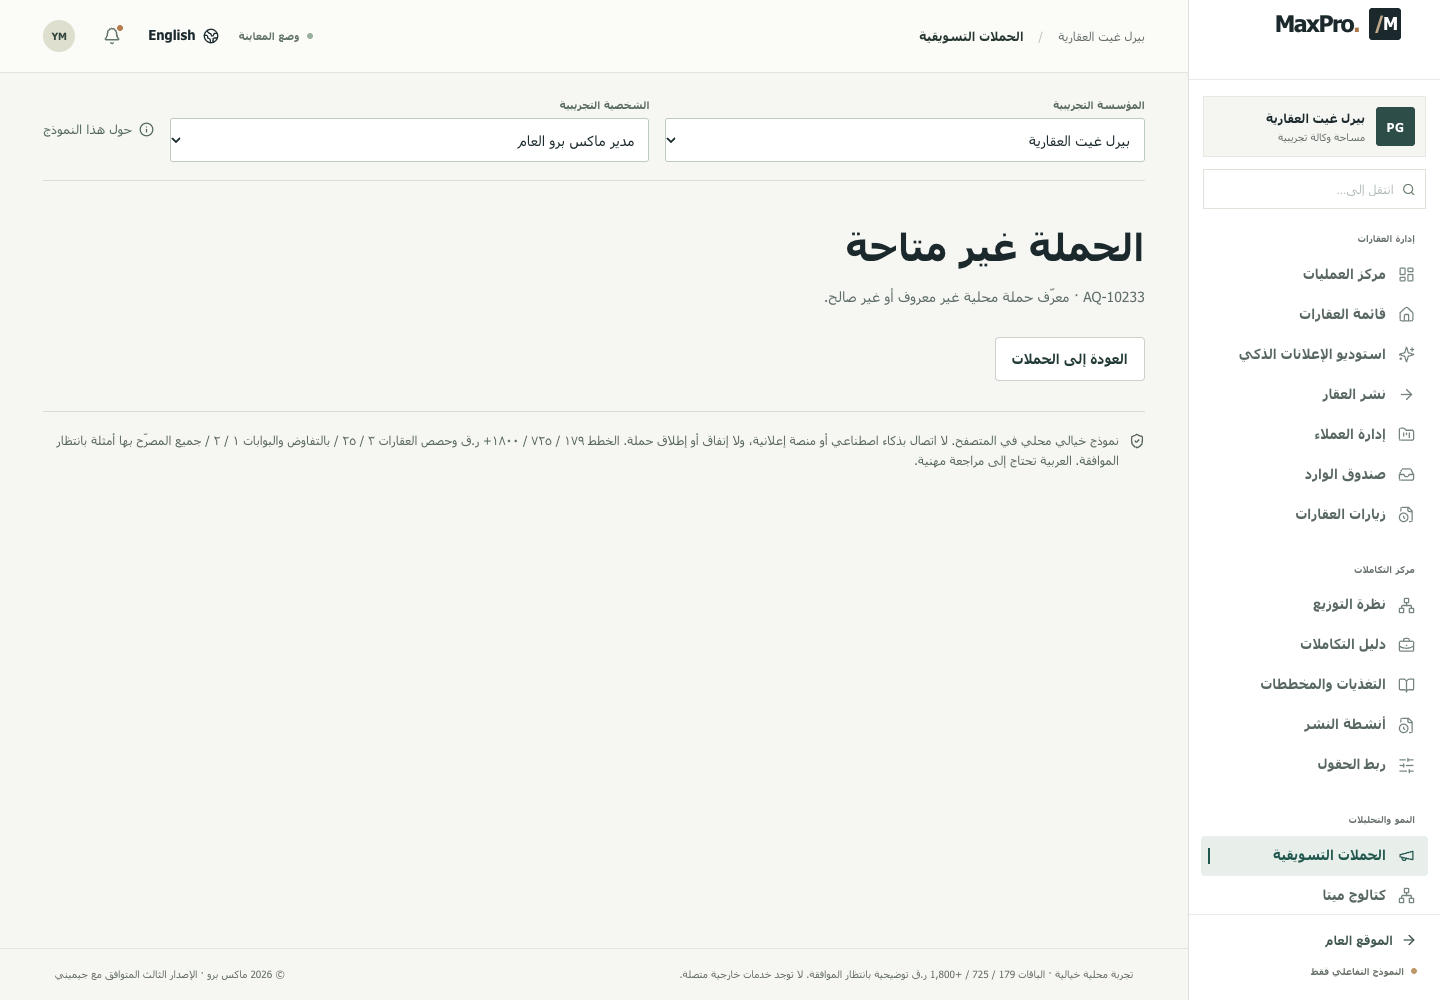 MaxPro.
/M
بيرل غيت العقارية
مساحة وكالة تجريبية
PG
انتقل إلى...
إدارة العقارات
مركز العمليات
قائمة العقارات
استوديو الإعلانات الذكي
نشر العقار
إدارة العملاء
صندوق الوارد
زيارات العقارات
مركز التكاملات
نظرة التوزيع
دليل التكاملات
التغذيات والمخططات
أنشطة النشر
ربط الحقول
النمو والتحليلات
الحملات التسويقية
كتالوج ميتا
الموقع العام
النموذج التفاعلي فقط
بيرل غيت العقارية / الحملات التسويقية
وضع المعاينة
English
YM
المؤسسة التجريبية
بيرل غيت العقارية
الشخصية التجريبية
مدير ماكس برو العام
حول هذا النموذج
الحملة غير متاحة
AQ-10233 · معرّف حملة محلية غير معروف أو غير صالح.
العودة إلى الحملات
نموذج خيالي محلي في المتصفح. لا اتصال بذكاء اصطناعي أو منصة إعلانية، ولا إنفاق أو إطلاق حملة. الخطط ١٧٩ / ٧٢٥ / ١٨٠٠+ ر.ق وحصص العقارات ٣ / ٢٥ / بالتفاوض والبوابات ١ / ٢ / جميع المصرّح بها أمثلة بانتظار
الموافقة. العربية تحتاج إلى مراجعة مهنية.
تجربة محلية خيالية · الباقات 179 / 725 / 1,800+ ر.ق توضيحية بانتظار الموافقة. لا توجد خدمات خارجية متصلة.
© 2026 ماكس برو · الإصدار الثالث المتوافق مع جيميني